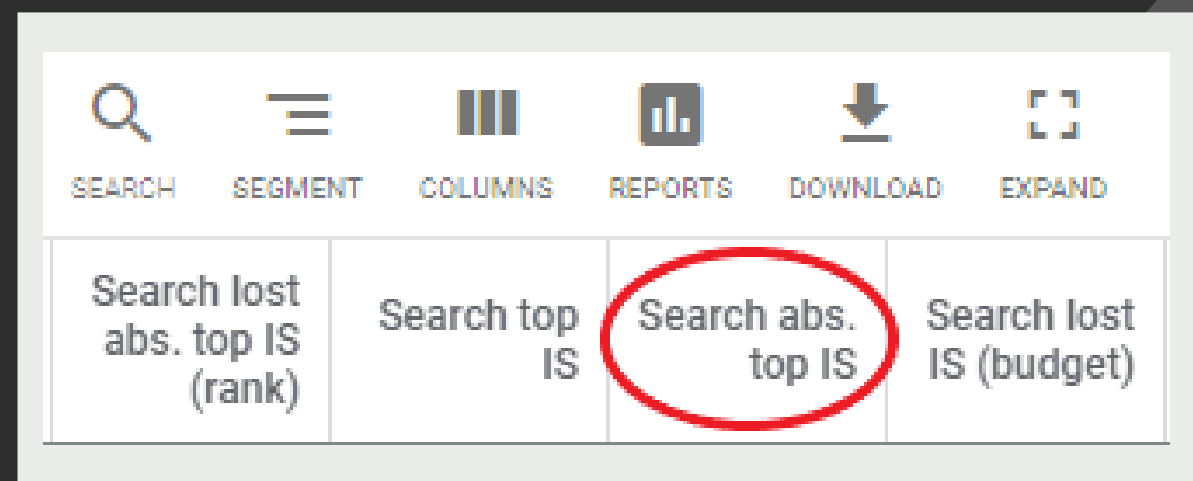 SEARCH
SEGMENT
COLUMNS
REPORTS
DOWNLOAD
EXPAND
Search lost
abs. top IS
(rank)
Search top
IS
Search abs.
top IS
Search lost
IS (budget)